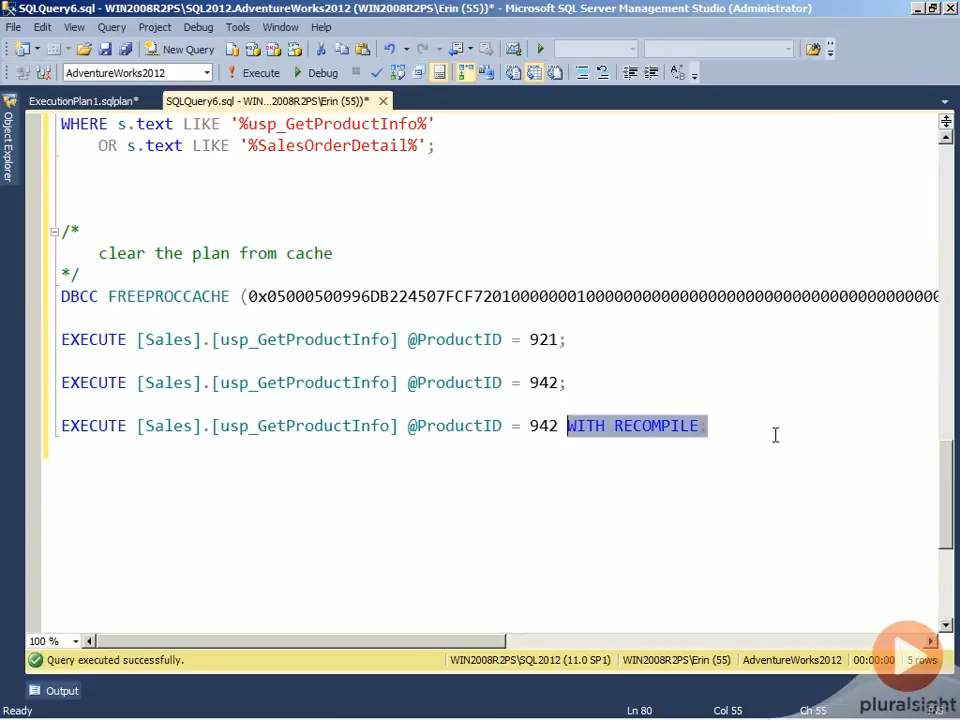 SQLQuery6.sql - WIN2008R2PS\SQL2012.AdventureWorks2012 (WIN2008R2PS\Erin (55))* - Microsoft SQL Server Management Studio (Administrator)
File Edit View Query Project Debug Tools Window Help
New Query
AdventureWorks2012 Execute Debug
ExecutionPlan1.sqlplan* SQLQuery6.sql - WIN...2008R2PS\Erin (55))*
Object Explorer
WHERE s.text LIKE '%usp_GetProductInfo%'
OR s.text LIKE '%SalesOrderDetail%';
/*
clear the plan from cache
*/
EXECUTE [Sales].[usp_GetProductInfo] @ProductID = 921;
EXECUTE [Sales].[usp_GetProductInfo] @ProductID = 942;
EXECUTE [Sales].[usp_GetProductInfo] @ProductID = 942 WITH RECOMPILE;
DBCC FREEPROCCACHE
100 %
Query executed successfully. WIN2008R2PS\SQL2012 (11.0 SP1) WIN2008R2PS\Erin (55) AdventureWorks2012 00:00:00 5 rows
Output
Ready Ln 80 Col 55 Ch 55
pluralsight